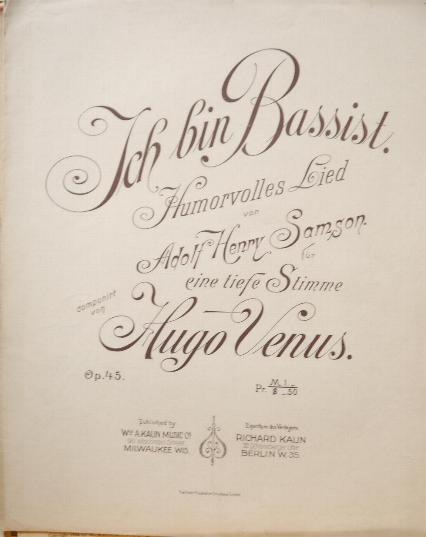 Ich bin Bassist.
Humorvolles Lied
von
Adolf Henry Samson.
für
eine tiefe Stimme
componirt
von
Hugo Venus.
Op. 45.
Pr. M. 1.-
$ -.50
Published by
Wm A. KAUN MUSIC Co
MILWAUKEE WIS.
Eigenthum des Verlegers
RICHARD KAUN
BERLIN W. 35.